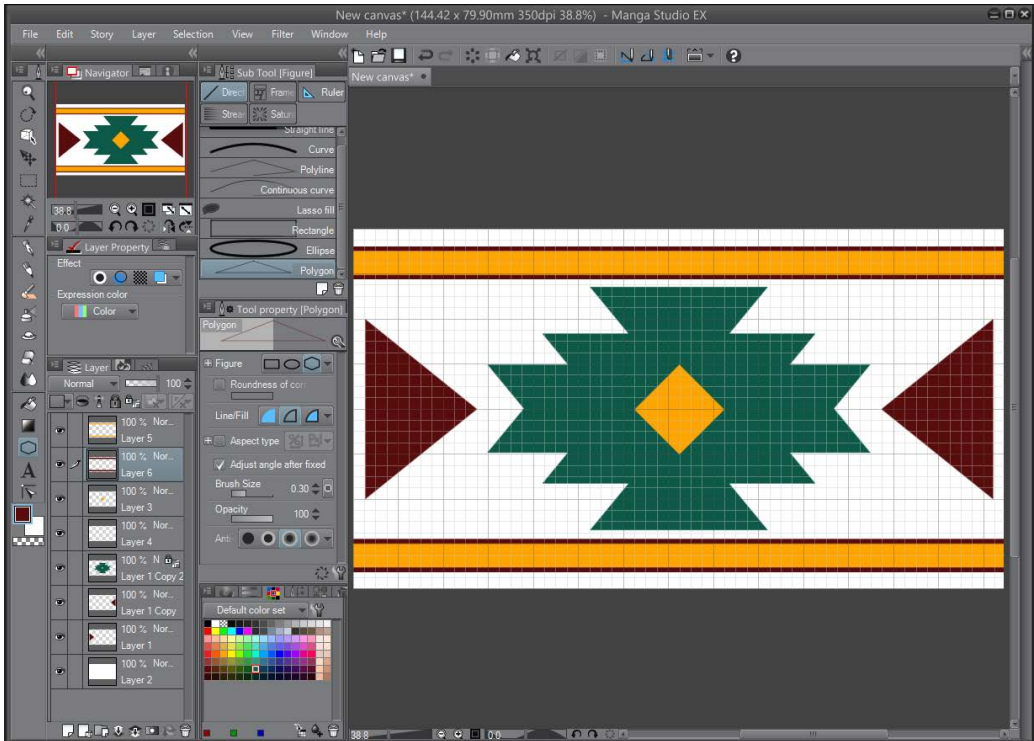 New canvas* (144.42 x 79.90mm 350dpi 38.8%) - Manga Studio EX
File Edit Story Layer Selection View Filter Window Help
Navigator
Sub Tool [Figure]
New canvas*
Direct Frame Ruler
Strear Satur
Straight line
Curve
Polyline
Continuous curve
Lasso fill
Rectangle
Ellipse
Polygon
38.8
0.0
Layer Property
Effect
Expression color
Color
Tool property [Polygon]
Polygon
Figure
Roundness of cor
Line/Fill
Aspect type
Adjust angle after fixed
Brush Size 0.30
Opacity 100
Anti-
Layer
Normal 100
100 % Nor...
Layer 5
100 % Nor...
Layer 6
100 % Nor...
Layer 3
100 % Nor...
Layer 4
100 % N
Layer 1 Copy 2
100 % Nor...
Layer 1 Copy
100 % Nor...
Layer 1
100 % Nor...
Layer 2
Default color set
A
38.8 0.0